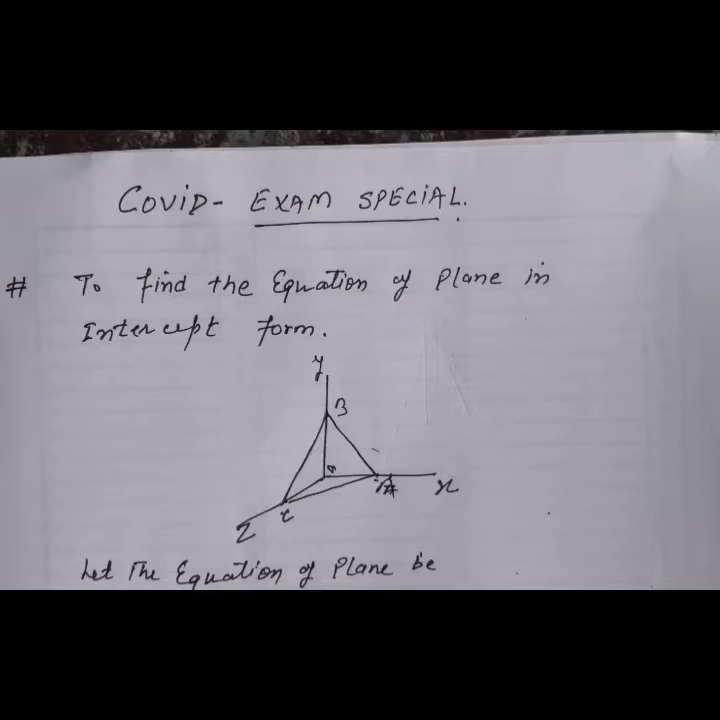 COVID- EXAM SPECIAL.
# To find the Equation of Plane in
Intercept form.
y
B
o
A
x
C
Z
Let The Equation of Plane be